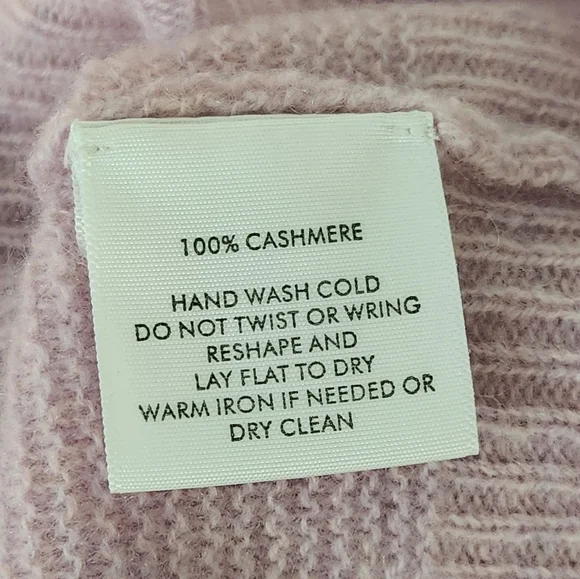 100% CASHMERE
HAND WASH COLD
DO NOT TWIST OR WRING
RESHAPE AND
LAY FLAT TO DRY
WARM IRON IF NEEDED OR
DRY CLEAN